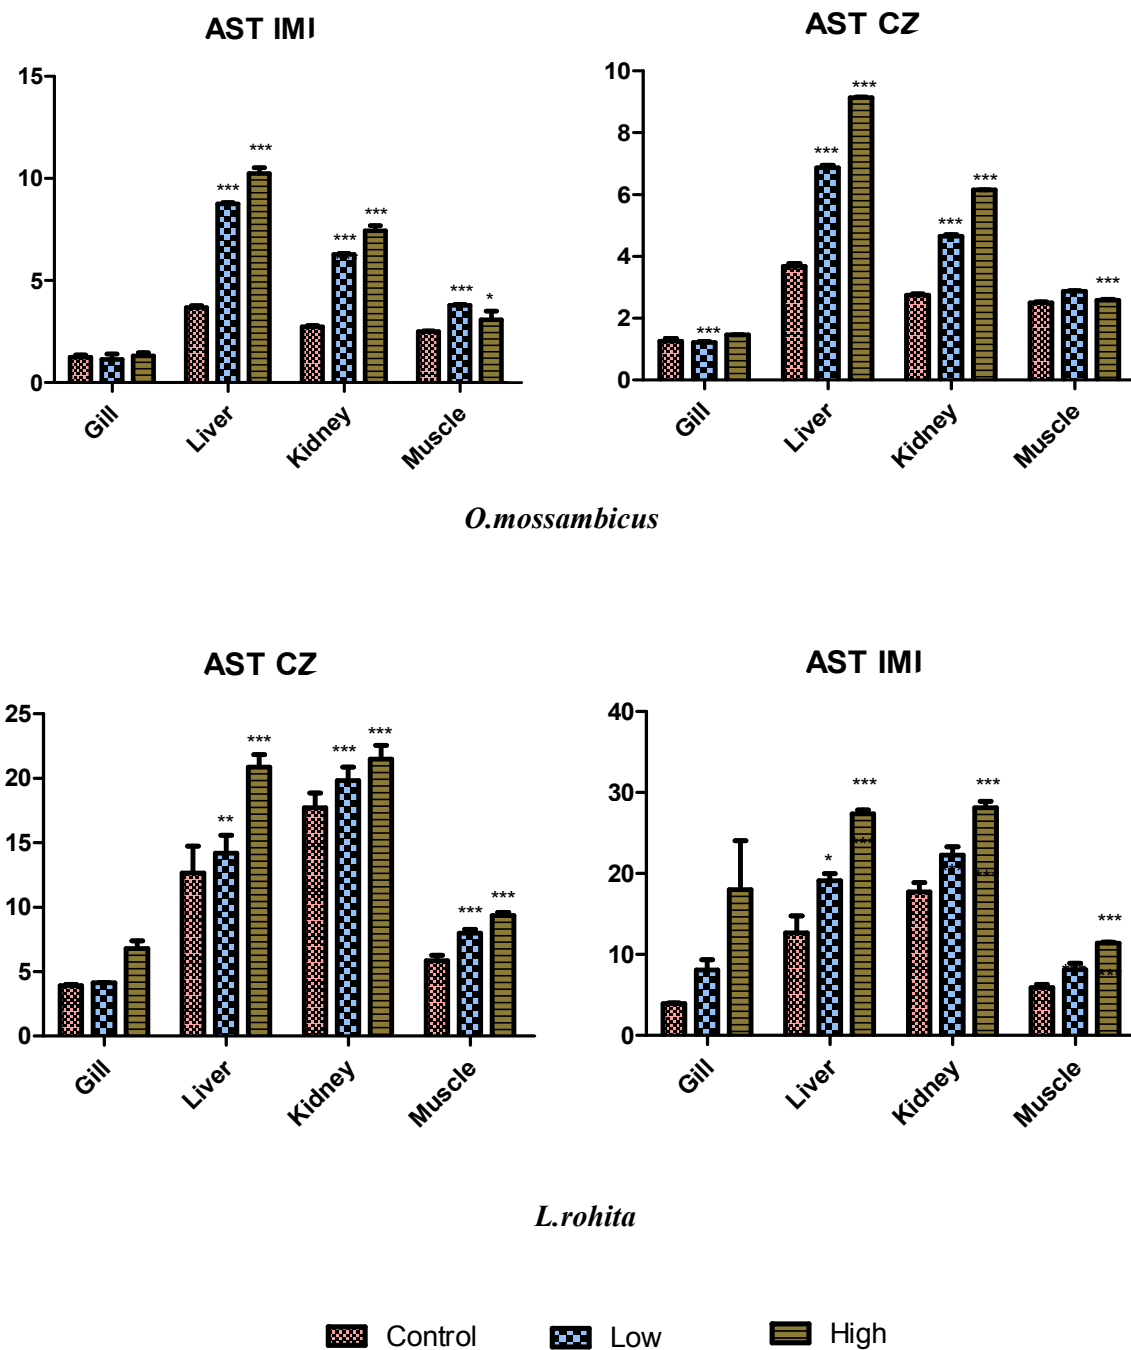 AST IMI
15
10
5
0
***
***
***
***
***
*
Gill
Liver
Kidney
Muscle
AST CZ
10
8
6
4
2
0
***
***
***
***
***
***
Gill
Liver
Kidney
Muscle
O.mossambicus
AST CZ
25
20
15
10
5
0
**
***
***
***
***
***
Gill
Liver
Kidney
Muscle
AST IMI
40
30
20
10
0
*
***
***
***
***
Gill
Liver
Kidney
Muscle
L.rohita
Control
Low
High